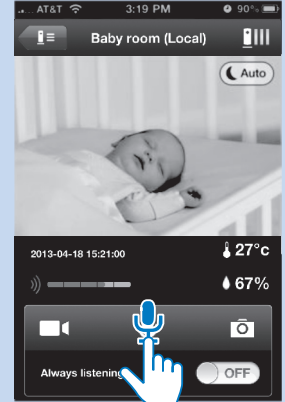 AT&T 3:19 PM 90%
Baby room (Local)
Auto
2013-04-18 15:21:00 27°c
67%
Always listening OFF